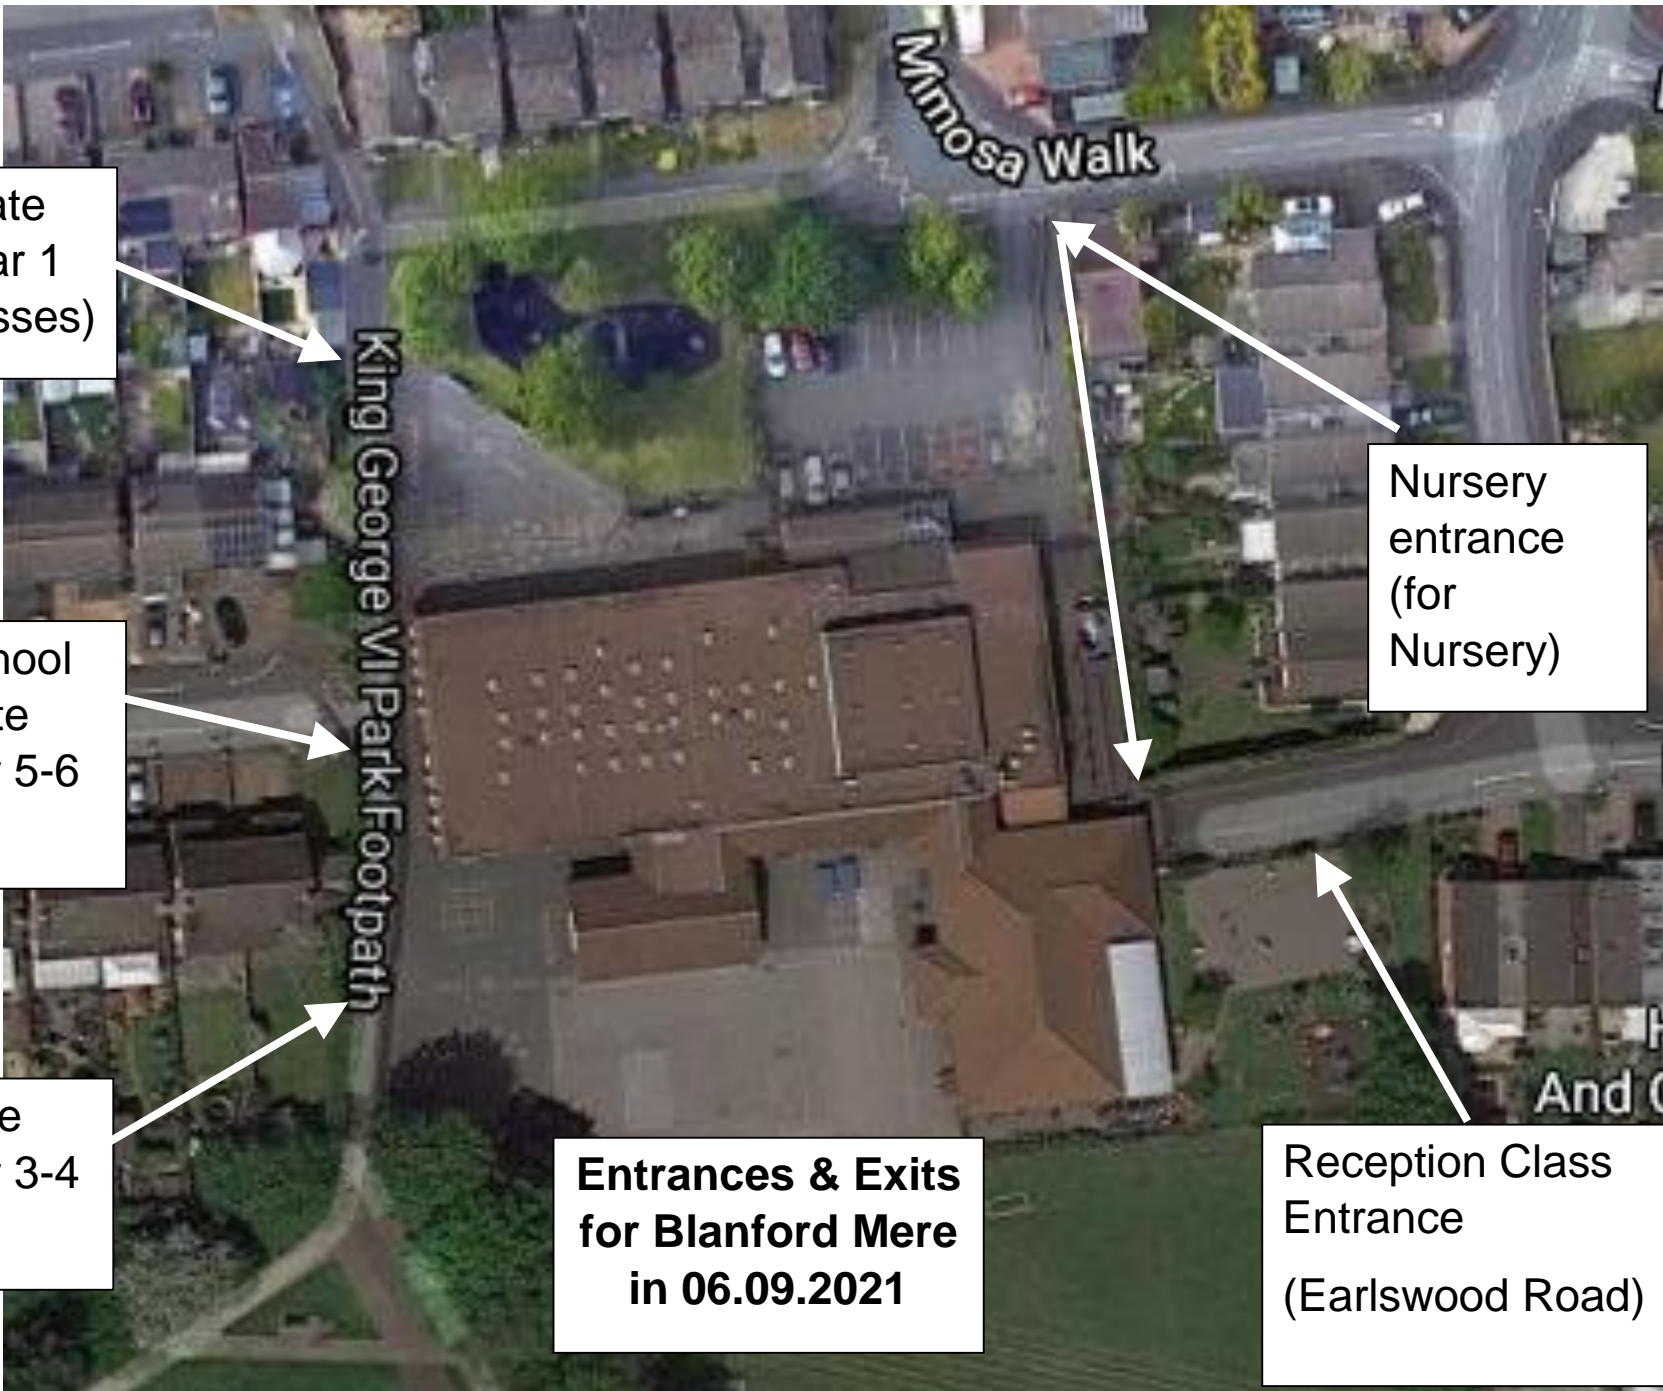 Mimosa Walk
ate
ar 1
sses)
King George VI Park Footpath
Nursery
entrance
(for
Nursery)
hool
te
5-6
e
3-4
Entrances & Exits
for Blanford Mere
in 06.09.2021
And
Reception Class
Entrance
(Earlswood Road)